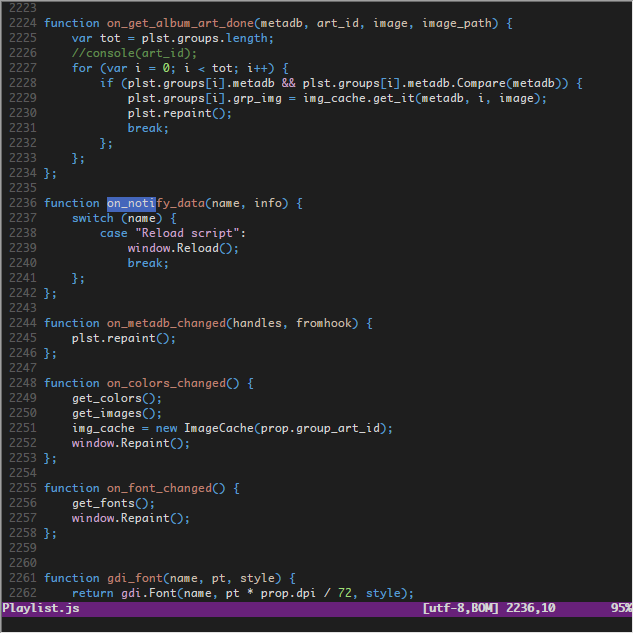 2223
2224 function on_get_album_art_done(metadb, art_id, image, image_path) {
2225     var tot = plst.groups.length;
2226     //console(art_id);
2227     for (var i = 0; i < tot; i++) {
2228         if (plst.groups[i].metadb && plst.groups[i].metadb.Compare(metadb)) {
2229             plst.groups[i].grp_img = img_cache.get_it(metadb, i, image);
2230             plst.repaint();
2231             break;
2232         };
2233     };
2234 };
2235
2236 function on_notify_data(name, info) {
2237     switch (name) {
2238         case "Reload script":
2239             window.Reload();
2240             break;
2241     };
2242 };
2243
2244 function on_metadb_changed(handles, fromhook) {
2245     plst.repaint();
2246 };
2247
2248 function on_colors_changed() {
2249     get_colors();
2250     get_images();
2251     img_cache = new ImageCache(prop.group_art_id);
2252     window.Repaint();
2253 };
2254
2255 function on_font_changed() {
2256     get_fonts();
2257     window.Repaint();
2258 };
2259
2260
2261 function gdi_font(name, pt, style) {
2262     return gdi.Font(name, pt * prop.dpi / 72, style);
Playlist.js [utf-8,BOM] 2236,10 95%